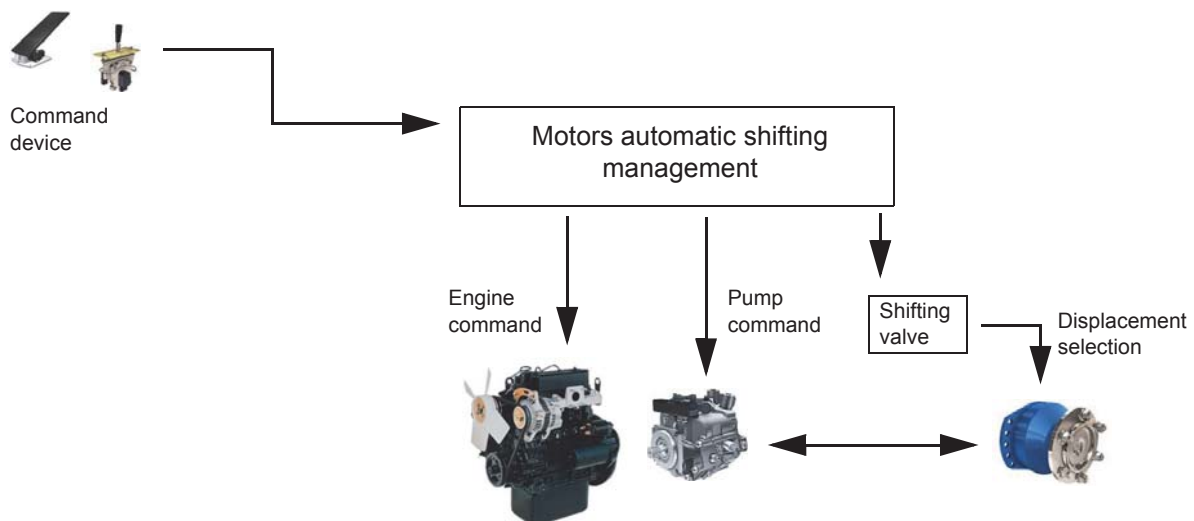 Command
device
Motors automatic shifting
management
Engine
command
Pump
command
Shifting
valve
Displacement
selection